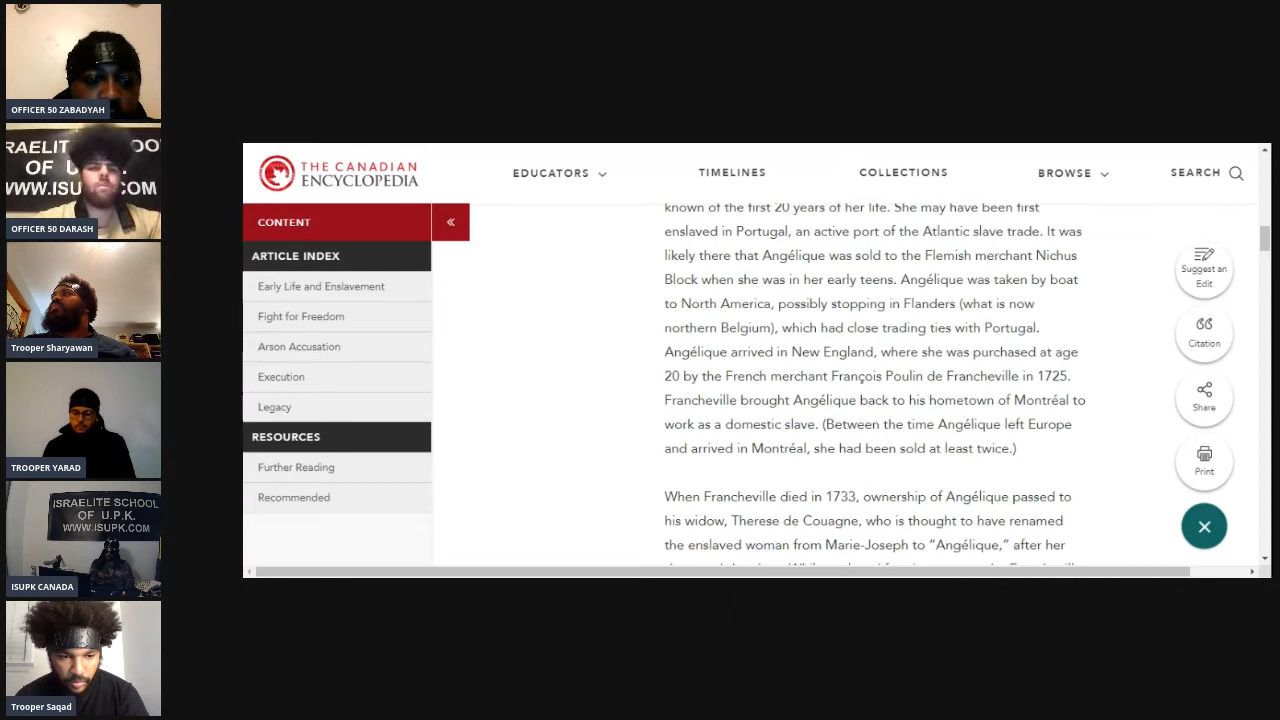 OFFICER 50 ZABADYAH
OFFICER 50 DARASH
WWW.ISU
COM
Trooper Sharyawan
TROOPER YARAD
ISRAELITE SCHOOL
OF U.P.K.
WWW.ISUPK.COM
ISUPK CANADA
Trooper Saqad
THE CANADIAN
ENCYCLOPEDIA
EDUCATORS
TIMELINES
COLLECTIONS
BROWSE
SEARCH
CONTENT
«
ARTICLE INDEX
Early Life and Enslavement
Fight for Freedom
Arson Accusation
Execution
Legacy
RESOURCES
Further Reading
Recommended
known of the first 20 years of her life. She may have been first
enslaved in Portugal, an active port of the Atlantic slave trade. It was
likely there that Angélique was sold to the Flemish merchant Nichus
Block when she was in her early teens. Angélique was taken by boat
to North America, possibly stopping in Flanders (what is now
northern Belgium), which had close trading ties with Portugal.
Angélique arrived in New England, where she was purchased at age
20 by the French merchant François Poulin de Francheville in 1725.
Francheville brought Angélique back to his hometown of Montréal to
work as a domestic slave. (Between the time Angélique left Europe
and arrived in Montréal, she had been sold at least twice.)
When Francheville died in 1733, ownership of Angélique passed to
his widow, Therese de Couagne, who is thought to have renamed
the enslaved woman from Marie-Joseph to “Angélique,” after her
Suggest an
Edit
Citation
Share
Print